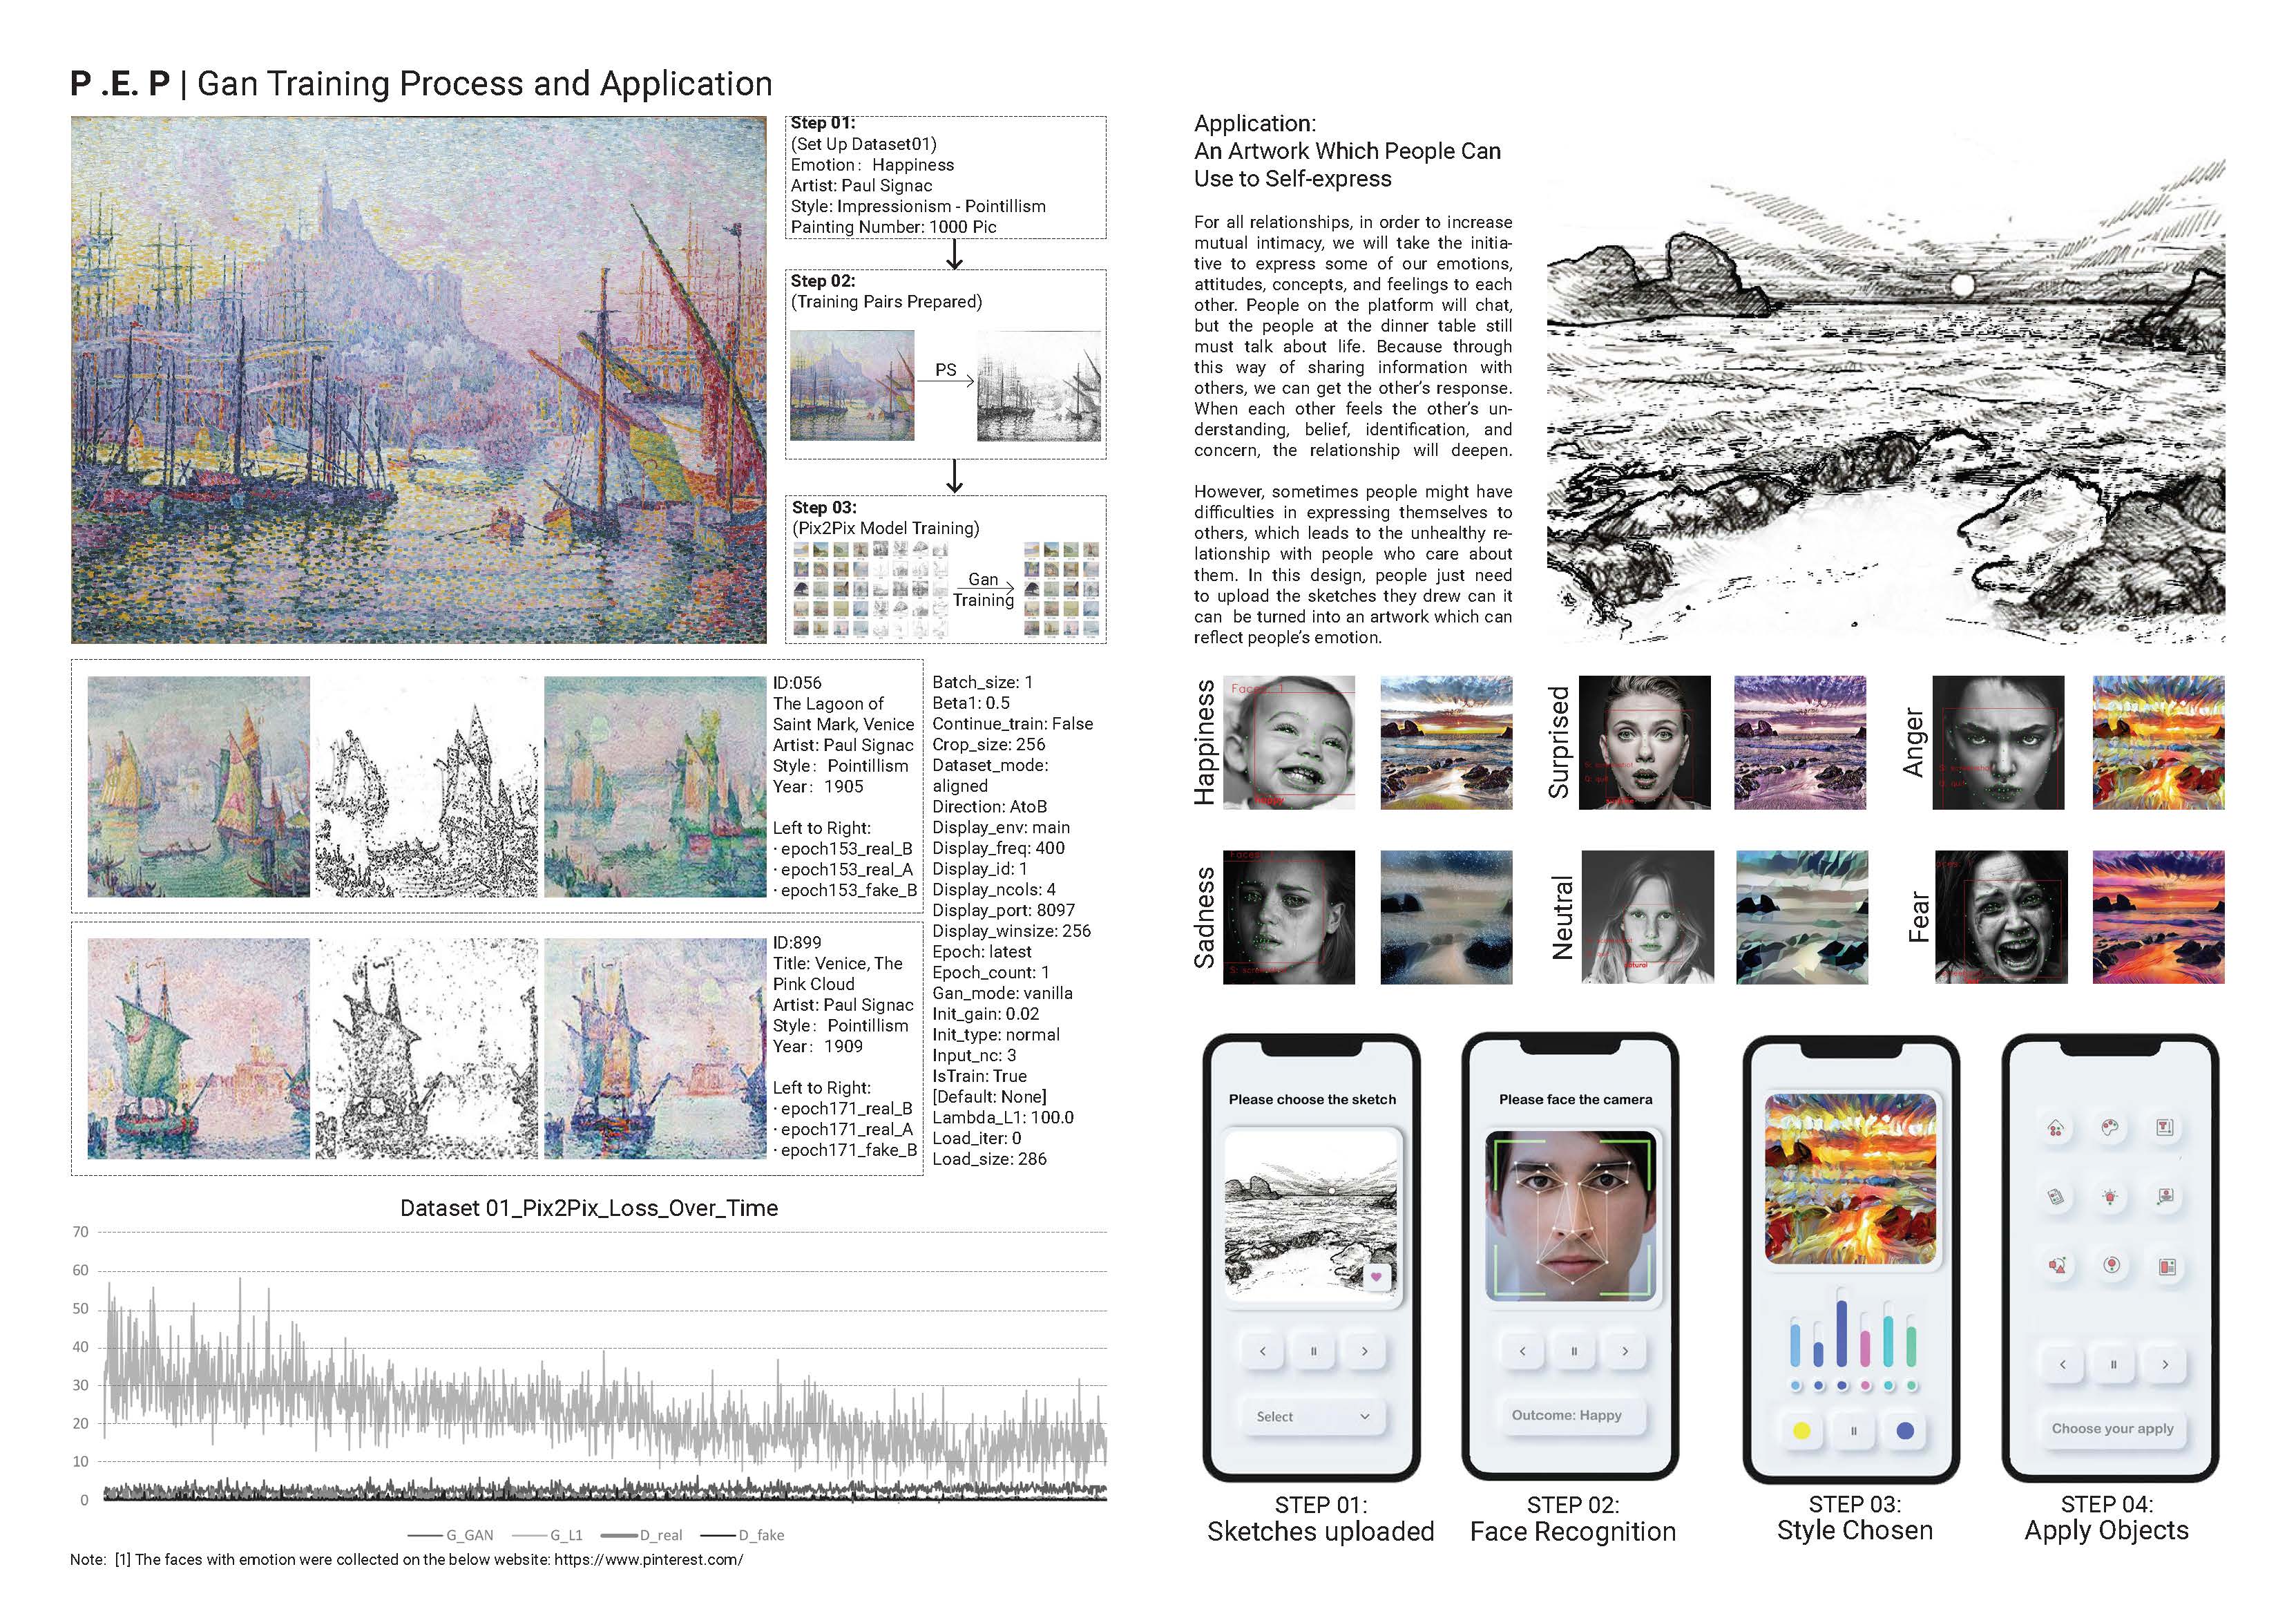 P .E. P | Gan Training Process and Application
Step 01:
(Set Up Dataset01)
Emotion： Happiness
Artist: Paul Signac
Style: Impressionism - Pointillism
Painting Number: 1000 Pic
Step 02:
(Training Pairs Prepared)
PS
Step 03:
(Pix2Pix Model Training)
Gan
Training
ID:056
The Lagoon of
Saint Mark, Venice
Artist: Paul Signac
Style： Pointillism
Year： 1905
Left to Right:
· epoch153_real_B
· epoch153_real_A
· epoch153_fake_B
ID:899
Title: Venice, The
Pink Cloud
Artist: Paul Signac
Style： Pointillism
Year： 1909
Left to Right:
· epoch171_real_B
· epoch171_real_A
· epoch171_fake_B
Batch_size: 1
Beta1: 0.5
Continue_train: False
Crop_size: 256
Dataset_mode:
aligned
Direction: AtoB
Display_env: main
Display_freq: 400
Display_id: 1
Display_ncols: 4
Display_port: 8097
Display_winsize: 256
Epoch: latest
Epoch_count: 1
Gan_mode: vanilla
Init_gain: 0.02
Init_type: normal
Input_nc: 3
IsTrain: True
[Default: None]
Lambda_L1: 100.0
Load_iter: 0
Load_size: 286
Dataset 01_Pix2Pix_Loss_Over_Time
70
60
50
40
30
20
10
0
G_GAN
G_L1
D_real
D_fake
Note: [1] The faces with emotion were collected on the below website: https://www.pinterest.com/
Application:
An Artwork Which People Can
Use to Self-express
For all relationships, in order to increase
mutual intimacy, we will take the initia-
tive to express some of our emotions,
attitudes, concepts, and feelings to each
other. People on the platform will chat,
but the people at the dinner table still
must talk about life. Because through
this way of sharing information with
others, we can get the other's response.
When each other feels the other's un-
derstanding, belief, identification, and
concern, the relationship will deepen.
However, sometimes people might have
difficulties in expressing themselves to
others, which leads to the unhealthy re-
lationship with people who care about
them. In this design, people just need
to upload the sketches they drew can it
can be turned into an artwork which can
reflect people's emotion.
Happiness
Faces: 1
Surprised
Anger
Sadness
Neutral
natural
Fear
Please choose the sketch
Select
STEP 01:
Sketches uploaded
Please face the camera
Outcome: Happy
STEP 02:
Face Recognition
STEP 03:
Style Chosen
Choose your apply
STEP 04:
Apply Objects